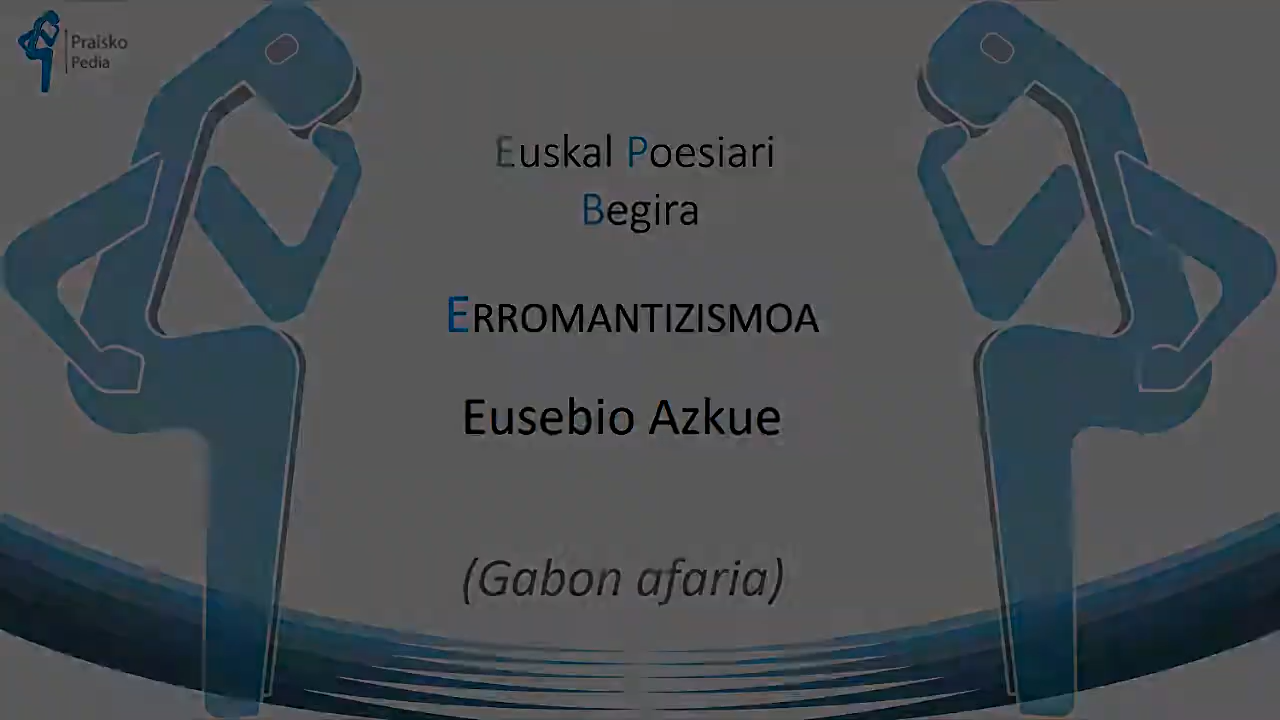 Praisko
Pedia
Euskal Poesiari
Begira
ERROMANTIZISMOA
Eusebio Azkue
(Gabon afaria)